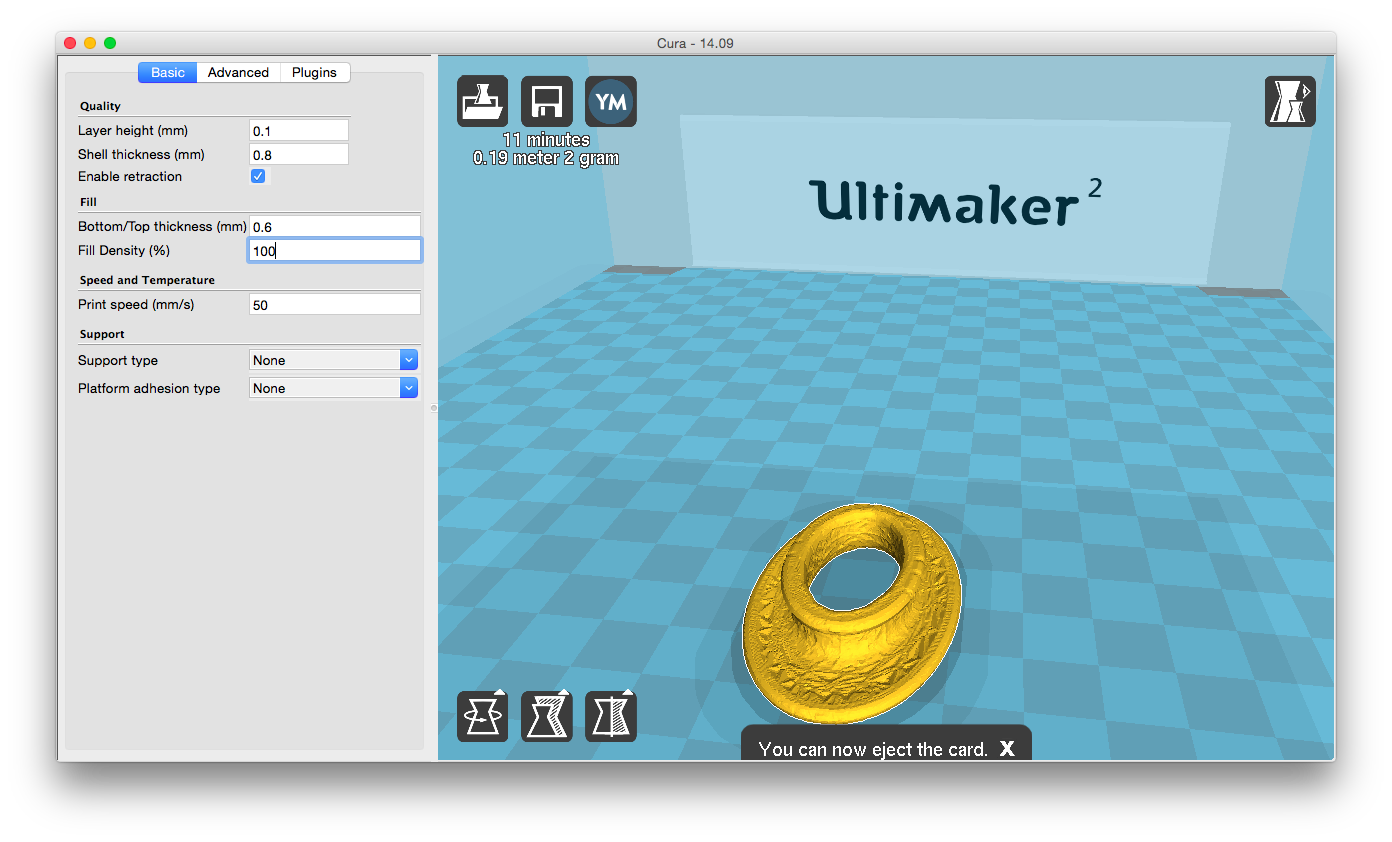 Cura - 14.09
Basic Advanced Plugins
Quality
Layer height (mm) 0.1
Shell thickness (mm) 0.8
Enable retraction
Fill
Bottom/Top thickness (mm) 0.6
Fill Density (%) 100
Speed and Temperature
Print speed (mm/s) 50
Support
Support type None
Platform adhesion type None
YM
11 minutes
0.19 meter 2 gram
Ultimaker 2
You can now eject the card. X